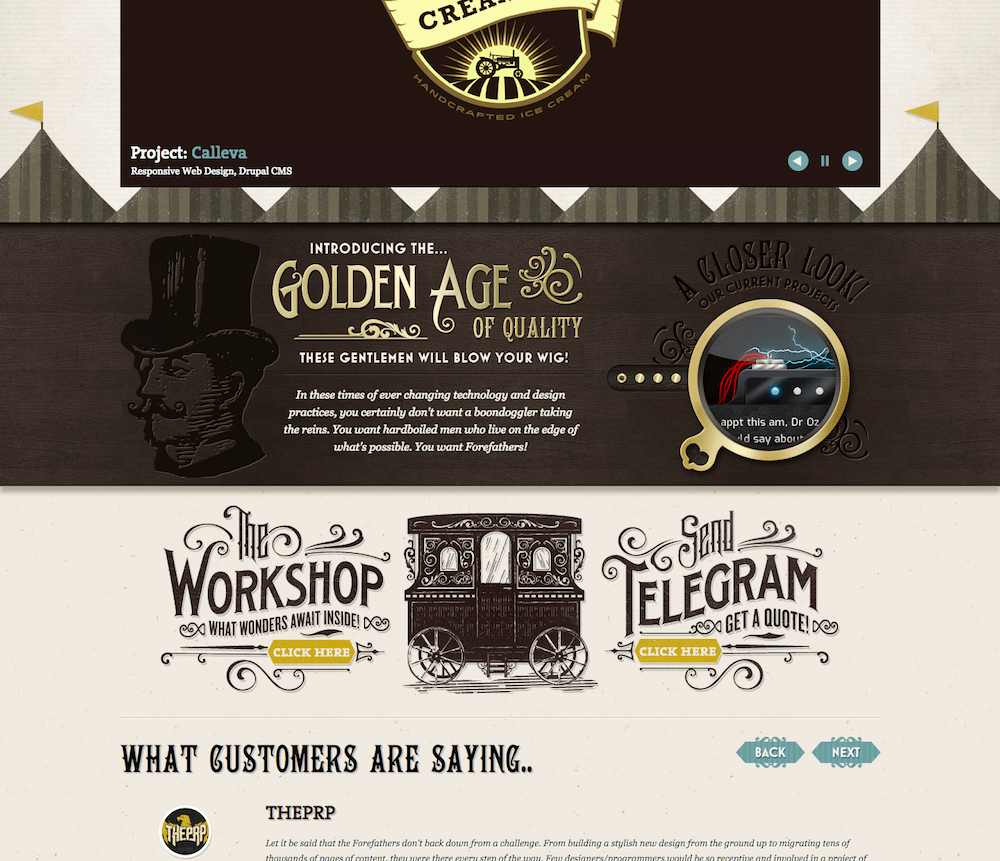 CREAM
HANDCRAFTED ICE CREAM
Project: Calleva
Responsive Web Design, Drupal CMS
INTRODUCING THE...
GOLDEN AGE
OF QUALITY
THESE GENTLEMEN WILL BLOW YOUR WIG!
In these times of ever changing technology and design
practices, you certainly don't want a boondoggler taking
the reins. You want hardboiled men who live on the edge of
what's possible. You want Forefathers!
A CLOSER LOOK!
OUR CURRENT PROJECTS
appt this am, Dr Oz
ld say about
The
WORKSHOP
WHAT WONDERS AWAIT INSIDE!
CLICK HERE
Send
TELEGRAM
GET A QUOTE!
CLICK HERE
WHAT CUSTOMERS ARE SAYING..
BACK
NEXT
THEPRP
THEPRP
Let it be said that the Forefathers don't back down from a challenge. From building a stylish new design from the ground up to migrating tens of
thousands of pages of content, they were there every step of the way. Few designers/programmers would be so receptive and involved in a project of